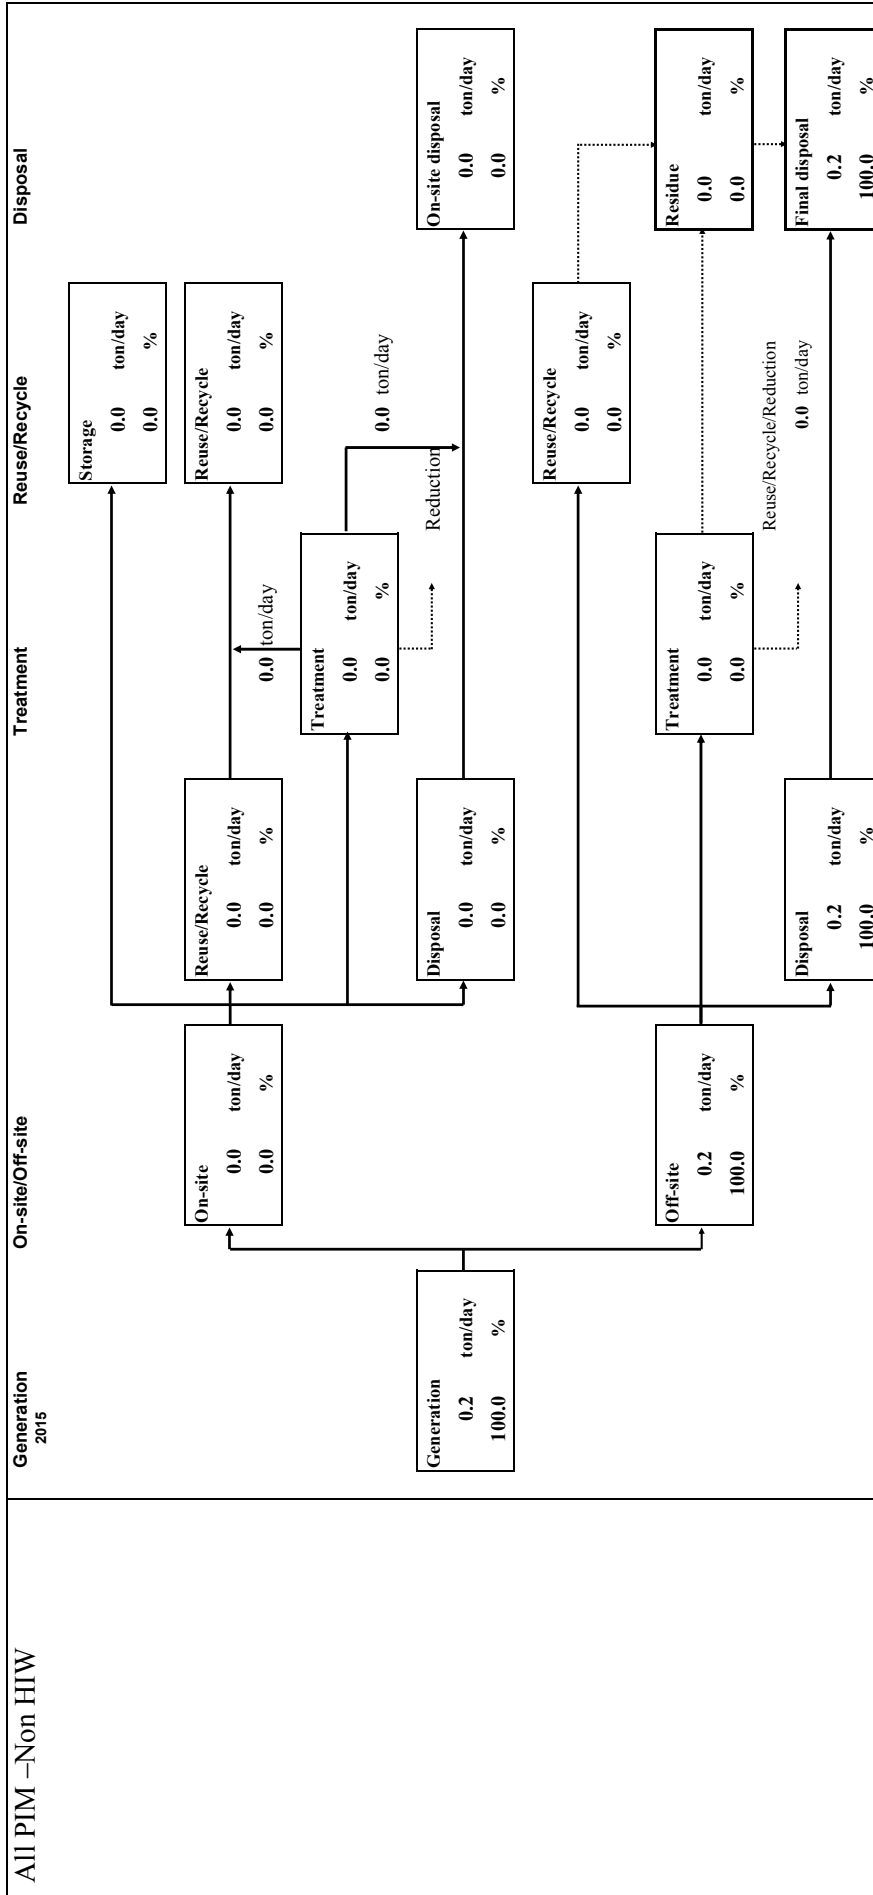 All PIM –Non HIW
Generation
2015
On-site/Off-site
Treatment
Reuse/Recycle
Disposal
Storage
0.0 ton/day
0.0 %
On-site
0.0 ton/day
0.0 %
Reuse/Recycle
0.0 ton/day
0.0 %
Reuse/Recycle
0.0 ton/day
0.0 %
0.0 ton/day
Treatment
0.0 ton/day
0.0 %
0.0 ton/day
Reduction
Generation
0.2 ton/day
100.0 %
Disposal
0.0 ton/day
0.0 %
On-site disposal
0.0 ton/day
0.0 %
Reuse/Recycle
0.0 ton/day
0.0 %
Off-site
0.2 ton/day
100.0 %
Treatment
0.0 ton/day
0.0 %
Residue
0.0 ton/day
0.0 %
Reuse/Recycle/Reduction
0.0 ton/day
Disposal
0.2 ton/day
100.0 %
Final disposal
0.2 ton/day
100.0 %